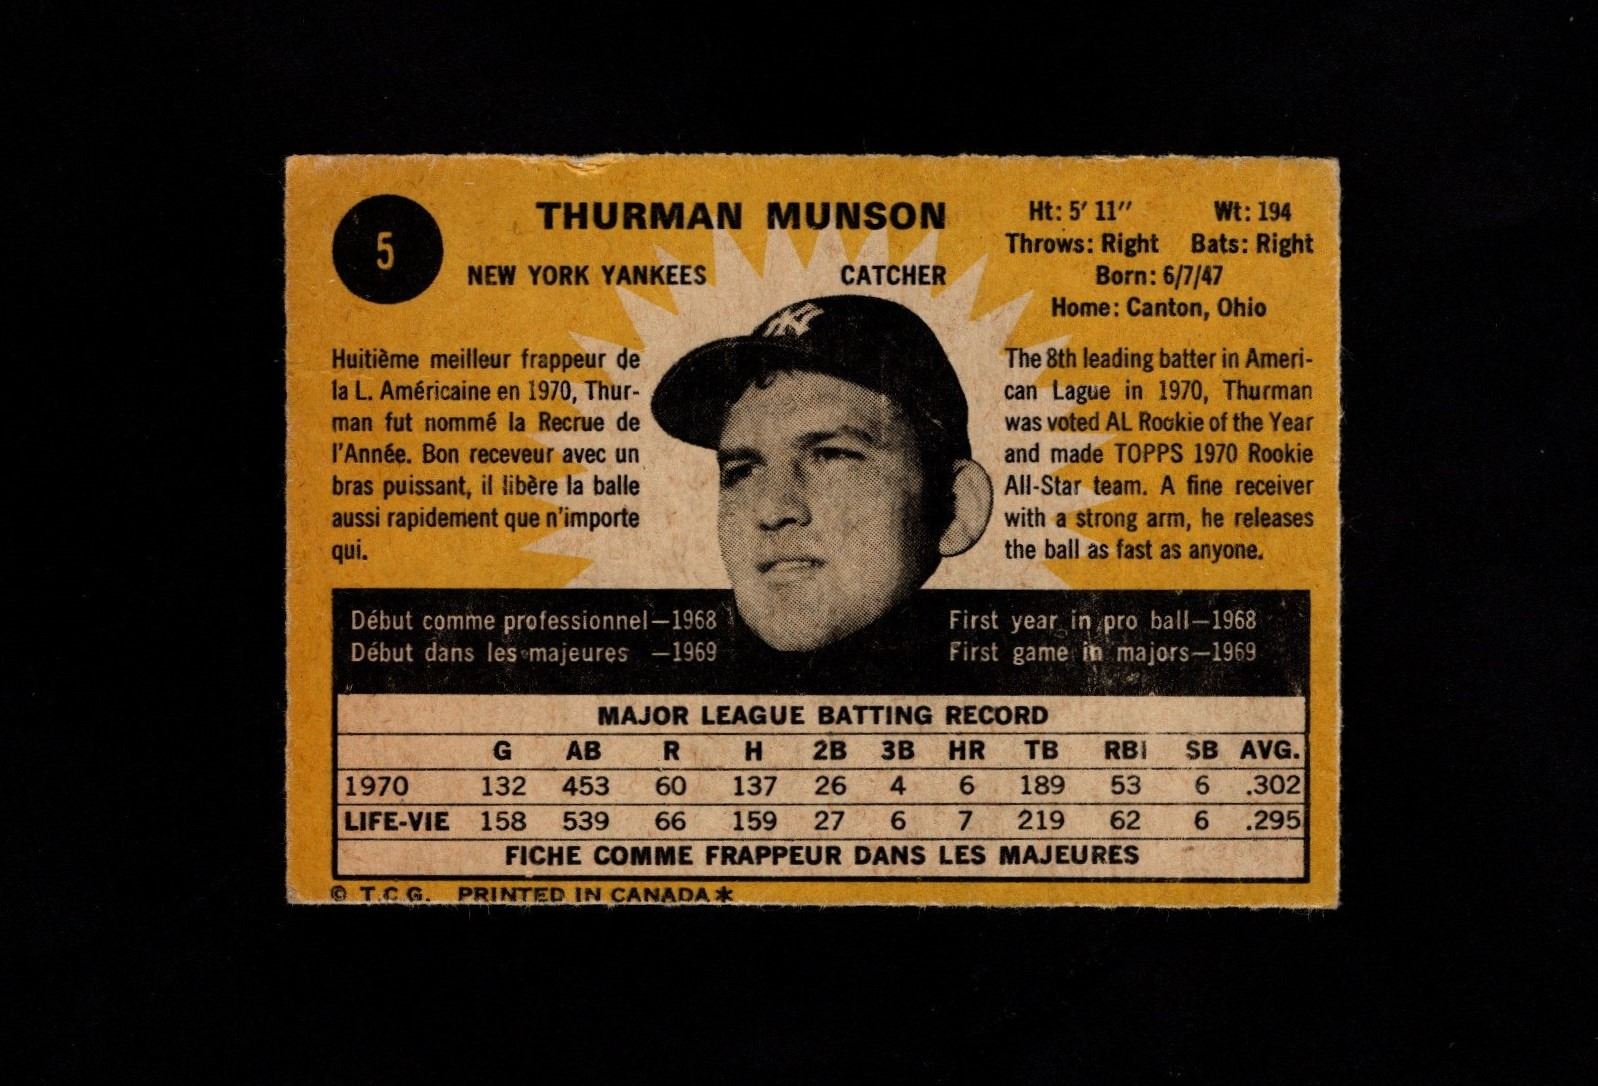 5
THURMAN MUNSON
NEW YORK YANKEES CATCHER
Ht: 5' 11" Wt: 194
Throws: Right Bats: Right
Born: 6/7/47
Home: Canton, Ohio
Huitième meilleur frappeur de
la L. Américaine en 1970, Thur-
man fut nommé la Recrue de
l'Année. Bon receveur avec un
bras puissant, il libère la balle
aussi rapidement que n'importe
qui.
NY
The 8th leading batter in Ameri-
can Lague in 1970, Thurman
was voted AL Rookie of the Year
and made TOPPS 1970 Rookie
All-Star team. A fine receiver
with a strong arm, he releases
the ball as fast as anyone.
Début comme professionnel—1968
Début dans les majeures —1969
First year in pro ball—1968
First game in majors—1969
MAJOR LEAGUE BATTING RECORD
G AB R H 2B 3B HR TB RBI SB AVG.
1970 132 453 60 137 26 4 6 189 53 6 .302
LIFE-VIE 158 539 66 159 27 6 7 219 62 6 .295
FICHE COMME FRAPPEUR DANS LES MAJEURES
© T.C.G. PRINTED IN CANADA*